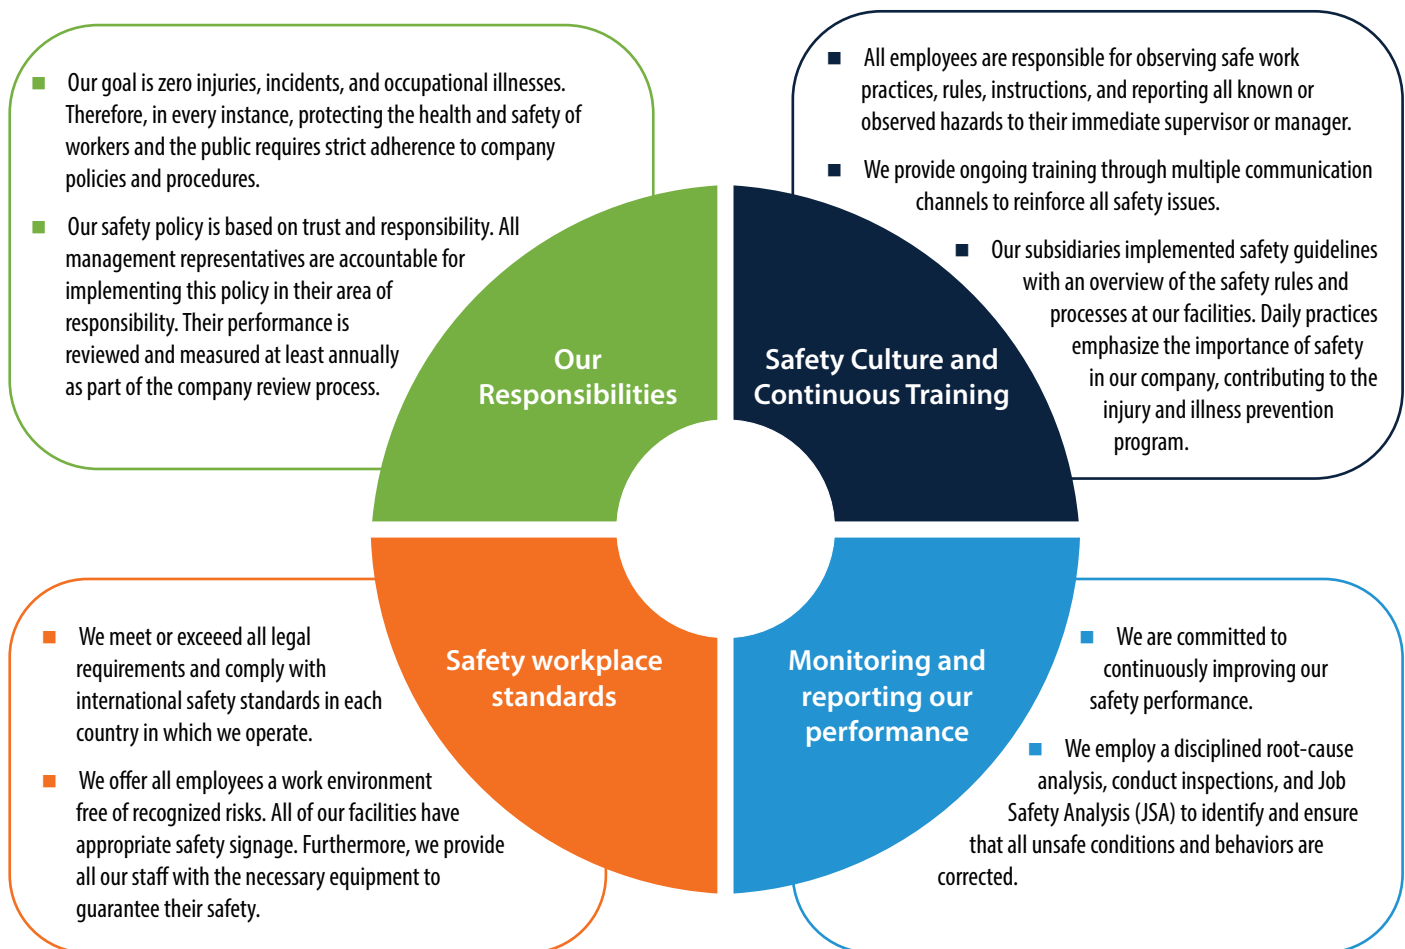 Our goal is zero injuries, incidents, and occupational illnesses.
Therefore, in every instance, protecting the health and safety of
workers and the public requires strict adherence to company
policies and procedures.
Our safety policy is based on trust and responsibility. All
management representatives are accountable for
implementing this policy in their area of
responsibility. Their performance is
reviewed and measured at least annually
as part of the company review process.
Our
Responsibilities
All employees are responsible for observing safe work
practices, rules, instructions, and reporting all known or
observed hazards to their immediate supervisor or manager.
We provide ongoing training through multiple communication
channels to reinforce all safety issues.
Our subsidiaries implemented safety guidelines
with an overview of the safety rules and
processes at our facilities. Daily practices
emphasize the importance of safety
in our company, contributing to the
injury and illness prevention
program.
Safety Culture and
Continuous Training
We meet or exceeed all legal
requirements and comply with
international safety standards in each
country in which we operate.
We offer all employees a work environment
free of recognized risks. All of our facilities have
appropriate safety signage. Furthermore, we provide
all our staff with the necessary equipment to
guarantee their safety.
Safety workplace
standards
Monitoring and
reporting our
performance
We are committed to
continuously improving our
safety performance.
We employ a disciplined root-cause
analysis, conduct inspections, and Job
Safety Analysis (JSA) to identify and ensure
that all unsafe conditions and behaviors are
corrected.